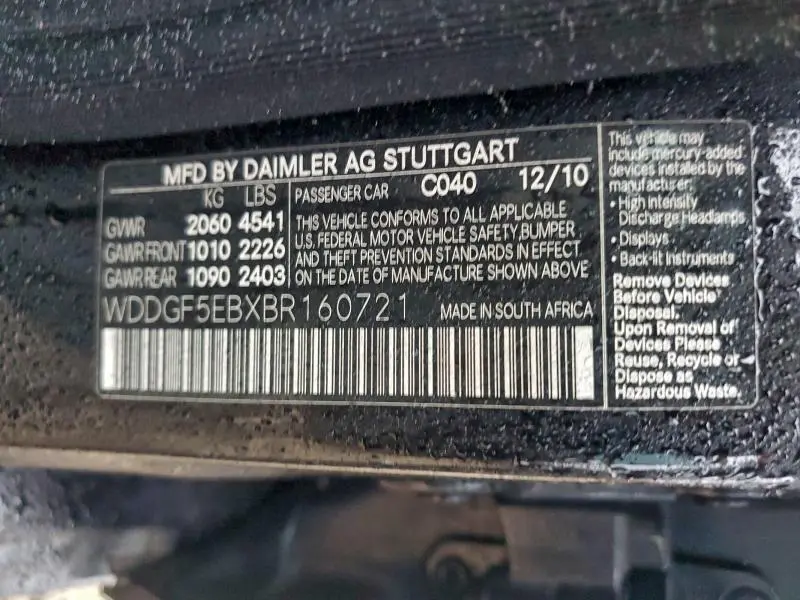 MFD BY DAIMLER AG STUTTGART
KG LBS
PASSENGER CAR C040 12/10
GVWR 2060 4541
GAWR FRONT 1010 2226
GAWR REAR 1090 2403
THIS VEHICLE CONFORMS TO ALL APPLICABLE
U.S. FEDERAL MOTOR VEHICLE SAFETY, BUMPER
AND THEFT PREVENTION STANDARDS IN EFFECT
ON THE DATE OF MANUFACTURE SHOWN ABOVE
WDDGF5EBXBR160721 MADE IN SOUTH AFRICA
This vehicle may
include mercury-added
devices installed by the
manufacturer:
• High Intensity
Discharge Headlamps
• Displays
• Back-lit Instruments
Remove Devices
Before Vehicle
Disposal.
Upon Removal of
Devices Please
Reuse, Recycle or
Dispose as
Hazardous Waste.